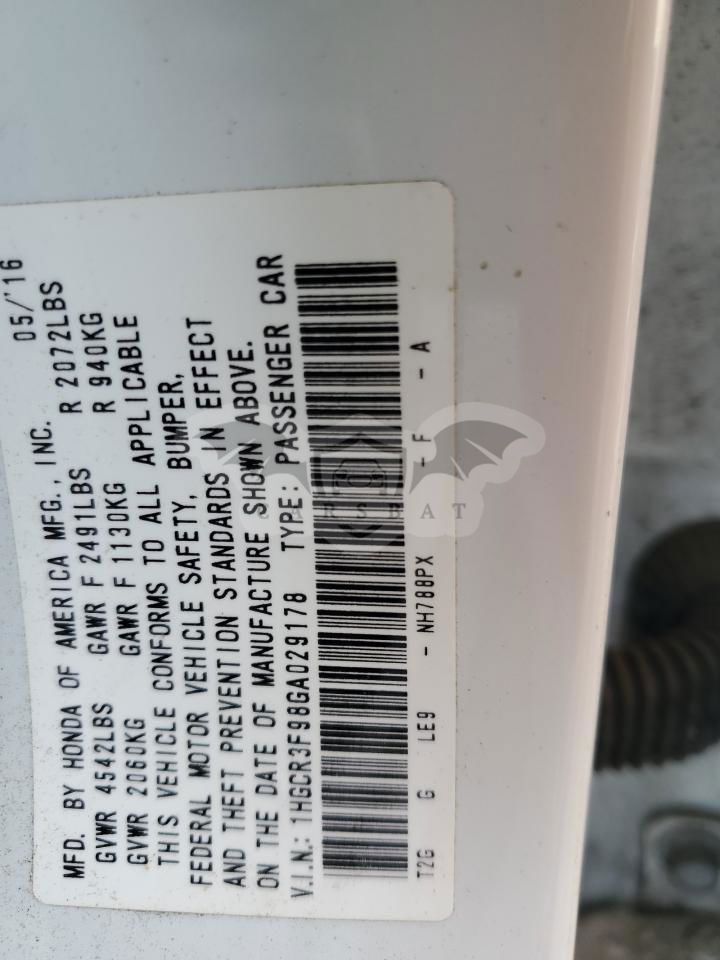 MFD. BY HONDA OF AMERICA MFG., INC. 05/'16
GVWR 4542LBS GAWR F 2491LBS R 2072LBS
GVWR 2060KG GAWR F 1130KG R 940KG
THIS VEHICLE CONFORMS TO ALL APPLICABLE
FEDERAL MOTOR VEHICLE SAFETY, BUMPER,
AND THEFT PREVENTION STANDARDS IN EFFECT
ON THE DATE OF MANUFACTURE SHOWN ABOVE.
V.I.N.: 1HGCR3F98GA029178 TYPE: PASSENGER CAR
T2G G LE9 - NH788PX -F -A
CARSBAT